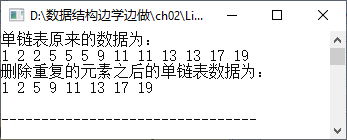 D:\数据结构边学边做\ch02\Li...
单链表原来的数据为：
1 2 2 5 5 5 9 11 11 13 13 17 19
删除重复的元素之后的单链表数据为：
1 2 5 9 11 13 17 19
--------------------------------